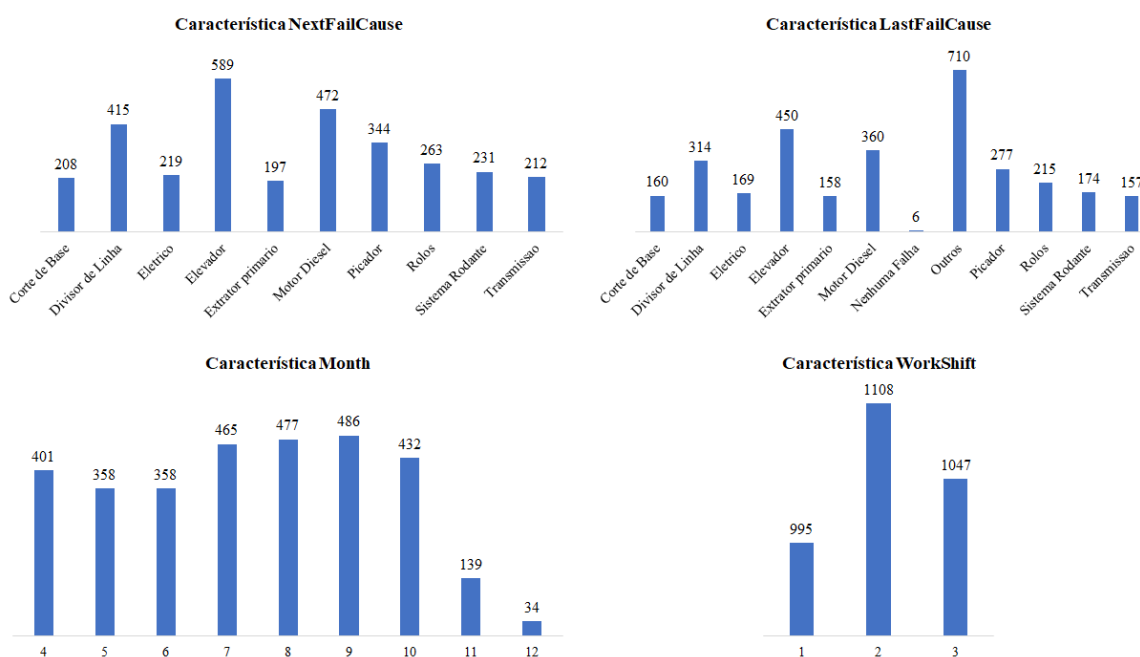 Característica NextFailCause
589
472
415
344
263
231
219
212
208
197
Corte de Base
Divisor de Linha
Eletrico
Elevador
Extrator primario
Motor Diesel
Picador
Rolos
Sistema Rodante
Transmissao
Característica LastFailCause
710
450
360
314
277
215
174
169
160
158
157
6
Corte de Base
Divisor de Linha
Eletrico
Elevador
Extrator primario
Motor Diesel
Nenhuma Falha
Outros
Picador
Rolos
Sistema Rodante
Transmissao
Característica Month
401
358
358
465
477
486
432
139
34
4 5 6 7 8 9 10 11 12
Característica WorkShift
995
1108
1047
1 2 3